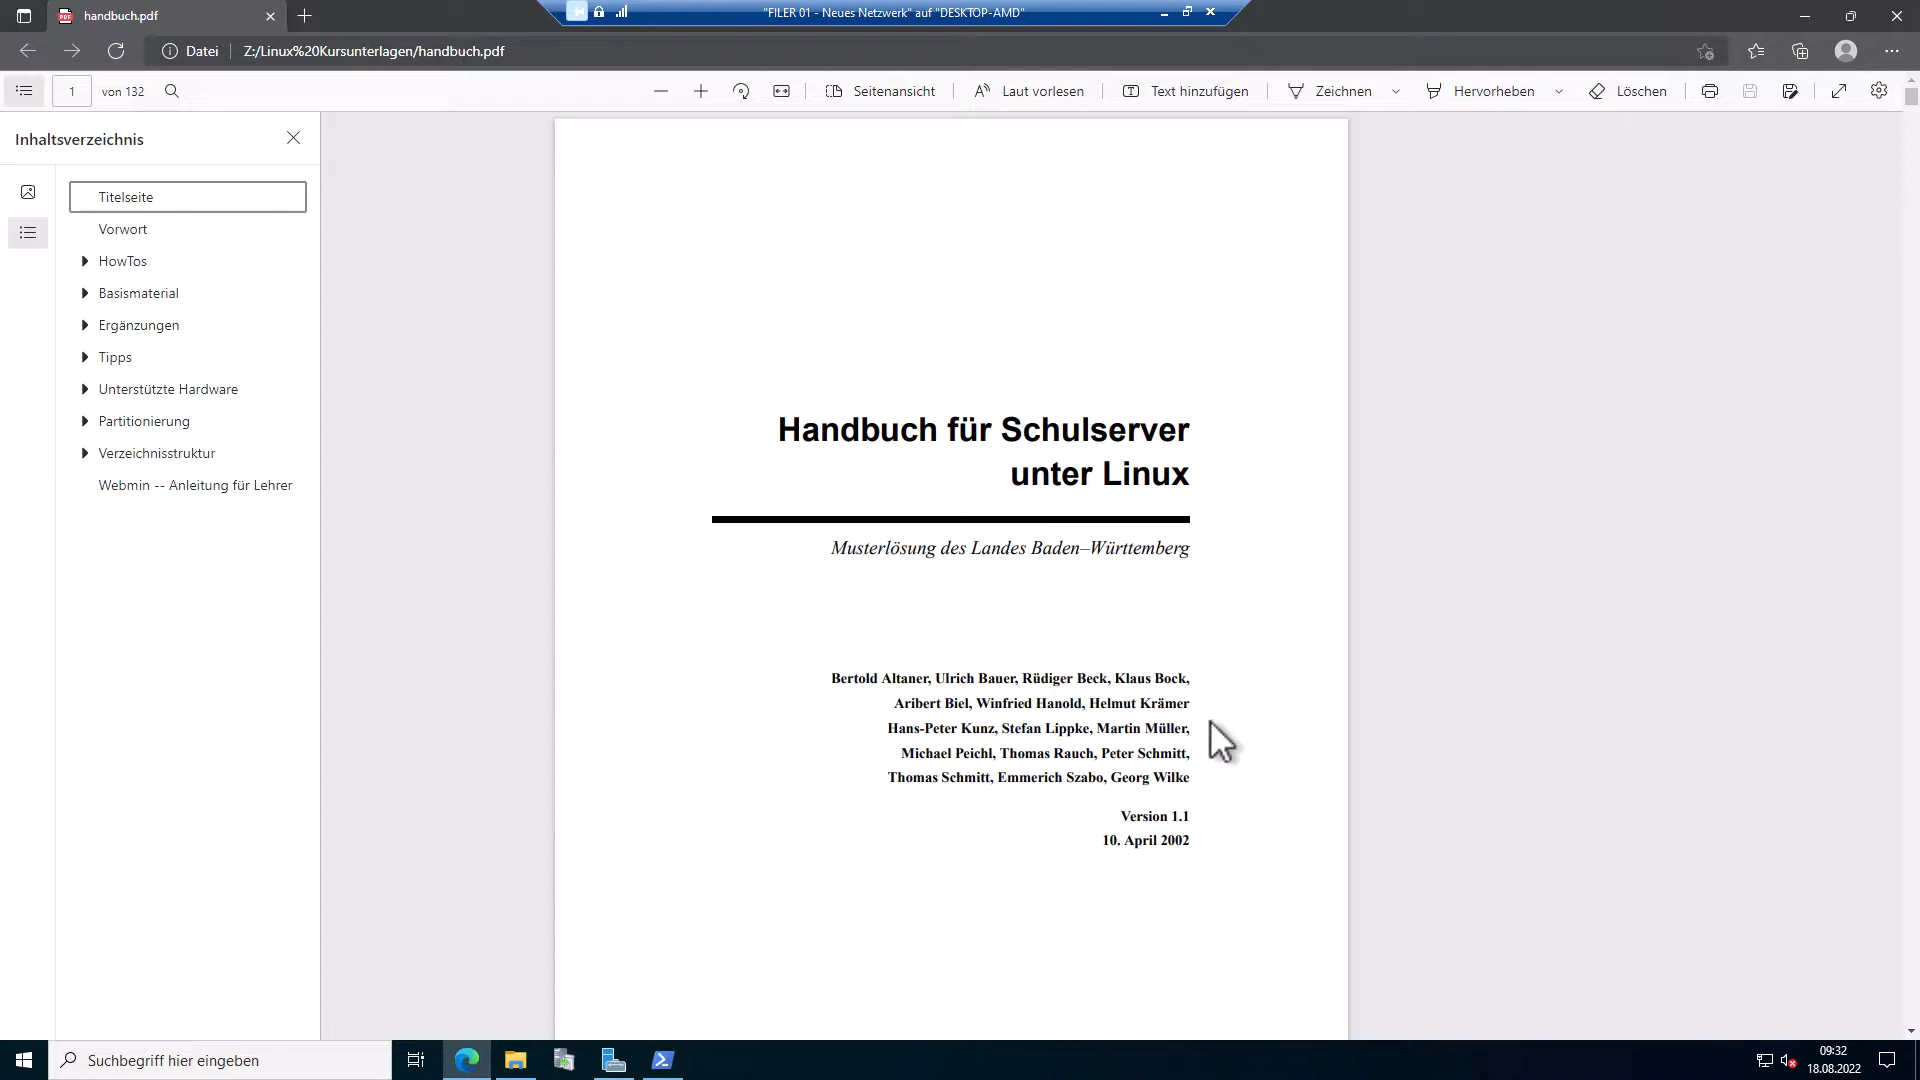 handbuch.pdf
"FILER 01 - Neues Netzwerk" auf "DESKTOP-AMD"
Datei
Z:/Linux%20Kursunterlagen/handbuch.pdf
1 von 132
Seitenansicht
Laut vorlesen
Text hinzufügen
Zeichnen
Hervorheben
Löschen
Inhaltsverzeichnis
Titelseite
Vorwort
HowTos
Basismaterial
Ergänzungen
Tipps
Unterstützte Hardware
Partitionierung
Verzeichnisstruktur
Webmin -- Anleitung für Lehrer
Handbuch für Schulserver
unter Linux
Musterlösung des Landes Baden–Württemberg
Bertold Altaner, Ulrich Bauer, Rüdiger Beck, Klaus Bock,
Aribert Biel, Winfried Hanold, Helmut Krämer
Hans-Peter Kunz, Stefan Lippke, Martin Müller,
Michael Peichl, Thomas Rauch, Peter Schmitt,
Thomas Schmitt, Emmerich Szabo, Georg Wilke
Version 1.1
10. April 2002
Suchbegriff hier eingeben
09:32
18.08.2022